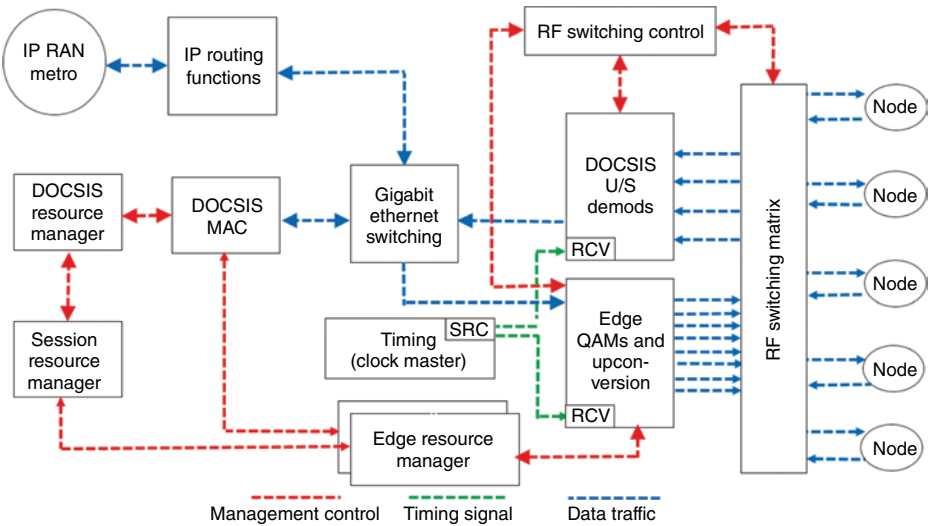 IP RAN
metro
IP routing
functions
RF switching control
DOCSIS
resource
manager
DOCSIS
MAC
Gigabit
ethernet
switching
DOCSIS
U/S
demods
RCV
RF switching matrix
Node
Node
Node
Node
Node
Session
resource
manager
SRC
Timing
(clock master)
Edge
QAMs and
upcon-
version
RCV
Edge resource
manager
Management control
Timing signal
Data traffic